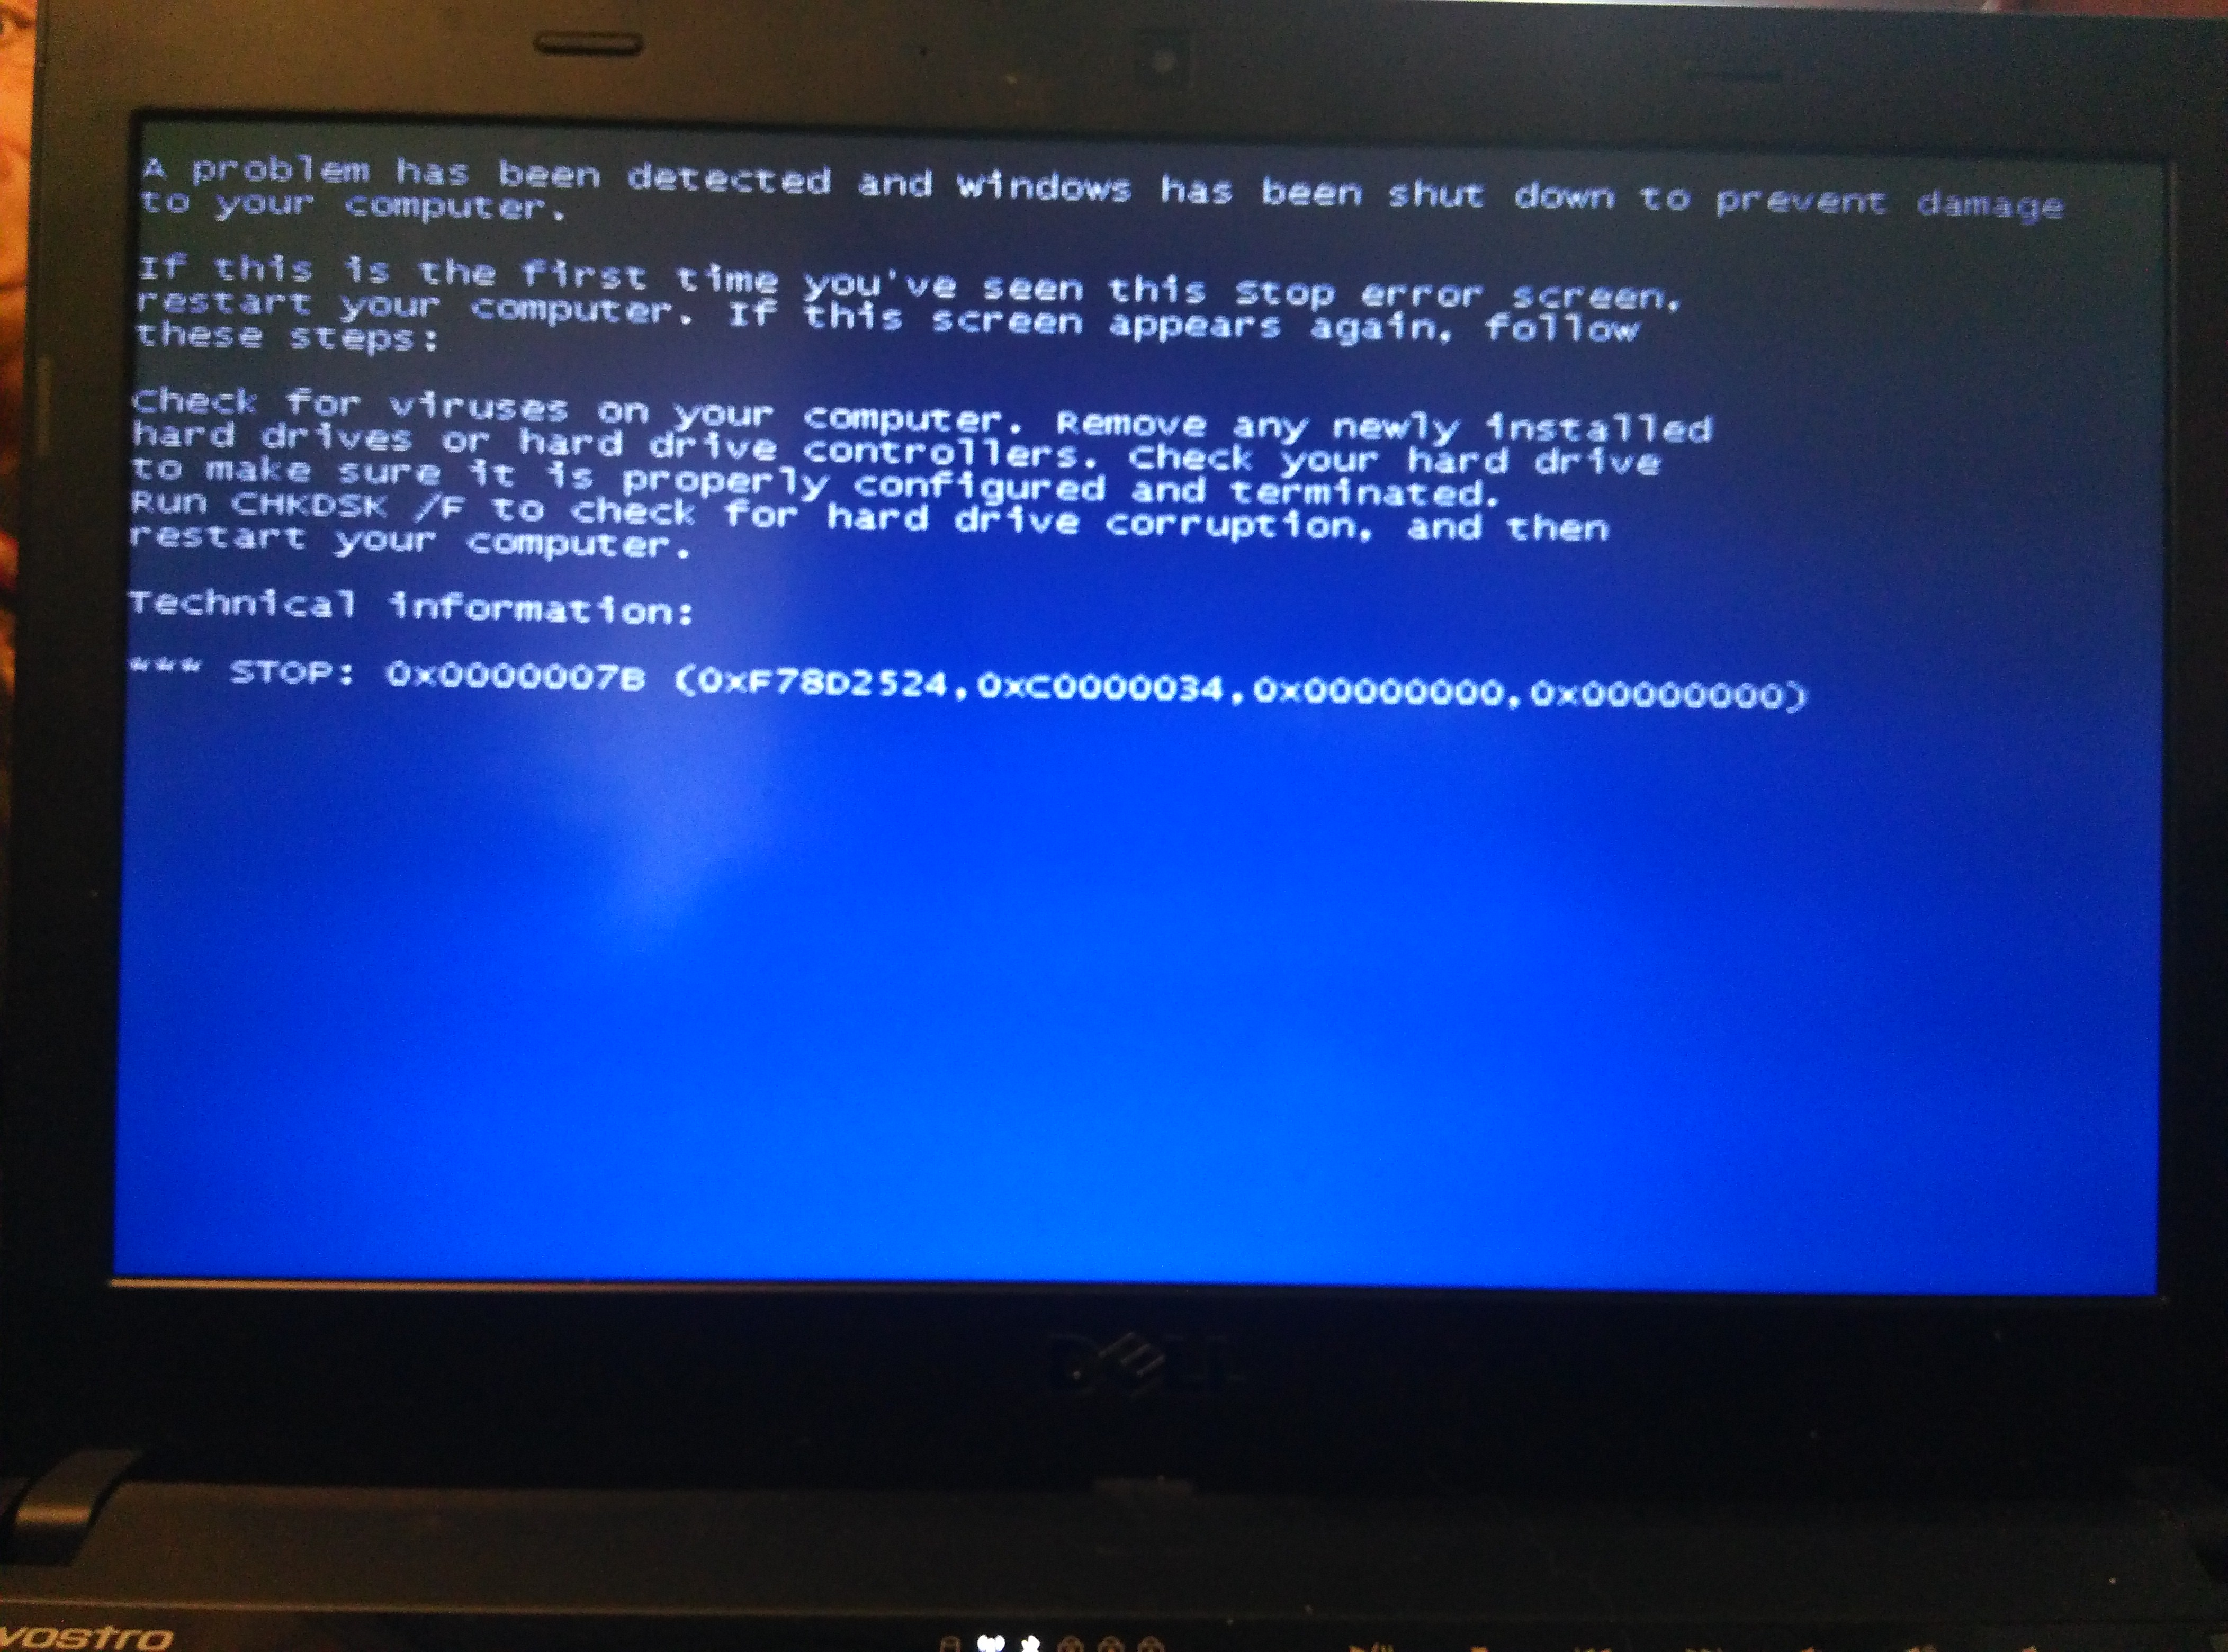 A problem has been detected and windows has been shut down to prevent damage
to your computer.
If this is the first time you've seen this stop error screen,
restart your computer. If this screen appears again, follow
these steps:
Check for viruses on your computer. Remove any newly installed
hard drives or hard drive controllers. Check your hard drive
to make sure it is properly configured and terminated.
Run CHKDSK /F to check for hard drive corruption, and then
restart your computer.
Technical information:
*** STOP: 0x0000007B (0xF78D2524,0xC0000034,0x00000000,0x00000000)
DELL
vostro